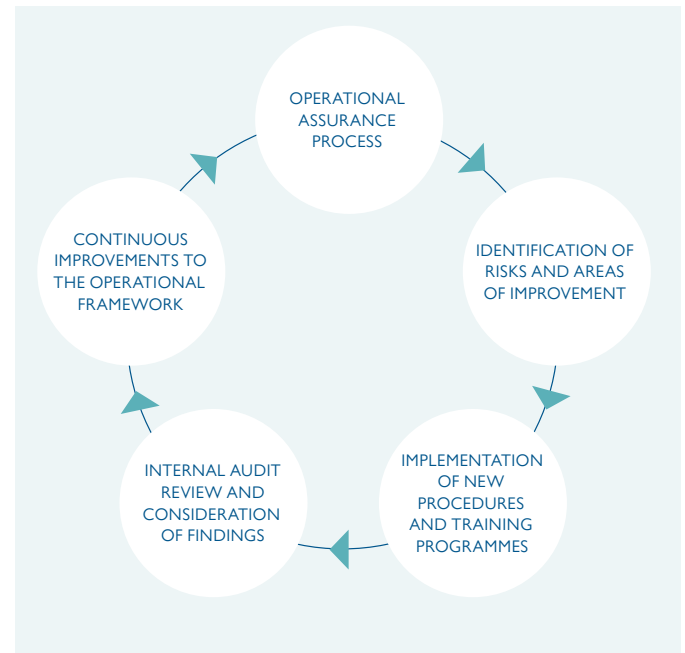 OPERATIONAL
ASSURANCE
PROCESS
IDENTIFICATION OF
RISKS AND AREAS
OF IMPROVEMENT
IMPLEMENTATION
OF NEW
PROCEDURES
AND TRAINING
PROGRAMMES
INTERNAL AUDIT
REVIEW AND
CONSIDERATION
OF FINDINGS
CONTINUOUS
IMPROVEMENTS TO
THE OPERATIONAL
FRAMEWORK